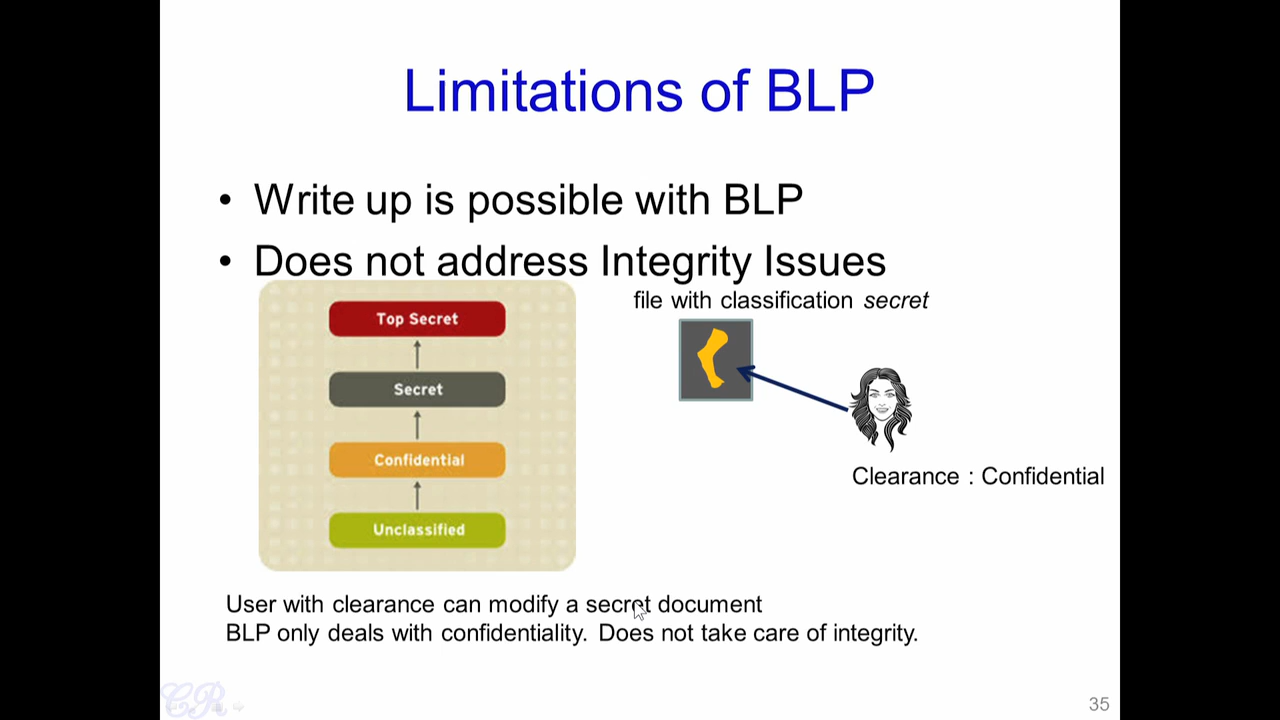 Limitations of BLP
• Write up is possible with BLP
• Does not address Integrity Issues
file with classification secret
Top Secret
Secret
Confidential
Unclassified
Clearance : Confidential
User with clearance can modify a secret document
BLP only deals with confidentiality. Does not take care of integrity.
CR
35